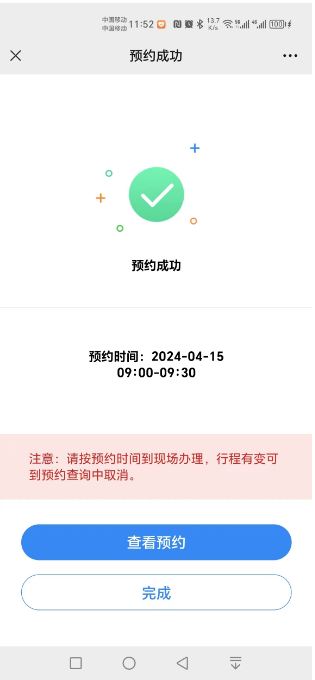 中国移动
中国移动
11:52
13.7
K/s
5G
4G
100
预约成功
预约成功
预约时间：2024-04-15
09:00-09:30
注意：请按预约时间到现场办理，行程有变可
到预约查询中取消。
查看预约
完成